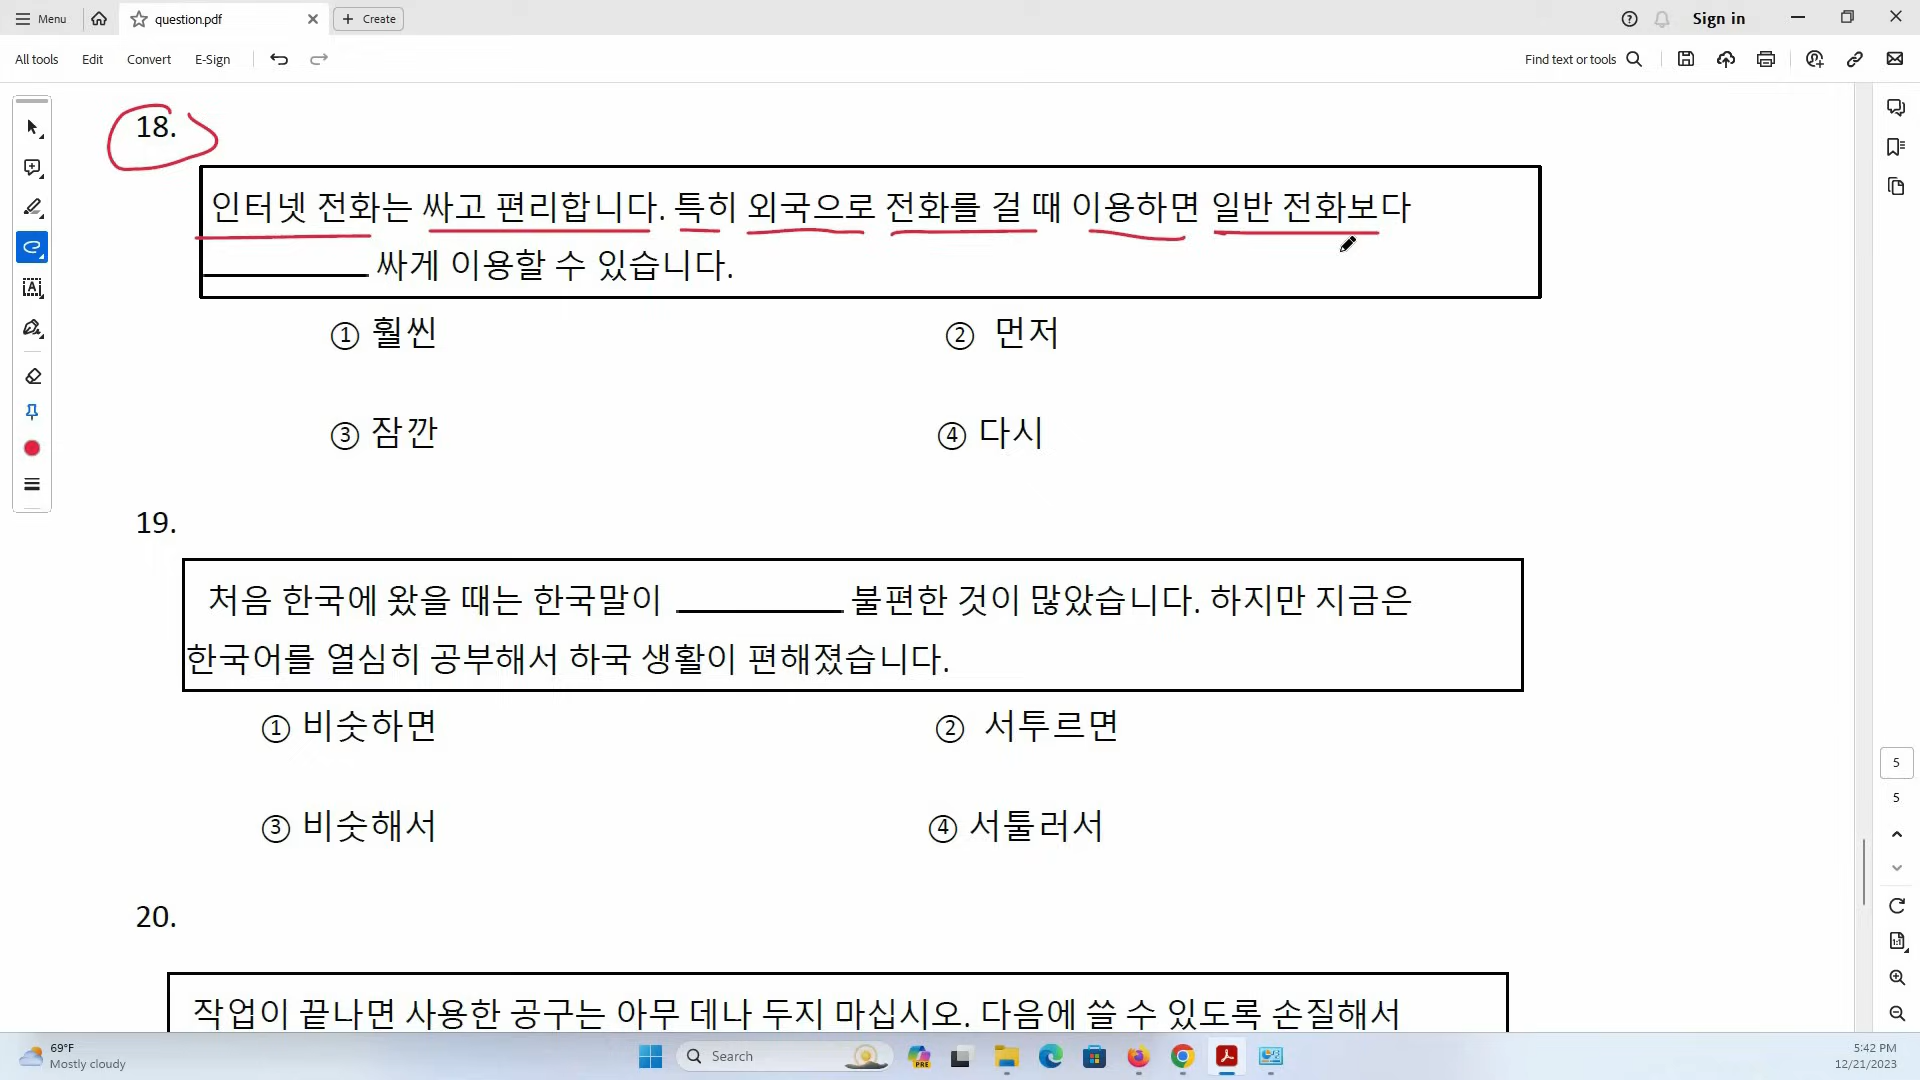 Menu
question.pdf
Create
Sign in
All tools
Edit
Convert
E-Sign
Find text or tools
18.
인터넷 전화는 싸고 편리합니다. 특히 외국으로 전화를 걸 때 이용하면 일반 전화보다
싸게 이용할 수 있습니다.
① 훨씬
② 먼저
③ 잠깐
④ 다시
19.
처음 한국에 왔을 때는 한국말이 ________ 불편한 것이 많았습니다. 하지만 지금은
한국어를 열심히 공부해서 하국 생활이 편해졌습니다.
① 비슷하면
② 서투르면
③ 비슷해서
④ 서툴러서
5
5
20.
작업이 끝나면 사용한 공구는 아무 데나 두지 마십시오. 다음에 쓸 수 있도록 손질해서
69°F
Mostly cloudy
Search
PRE
5:42 PM
12/21/2023